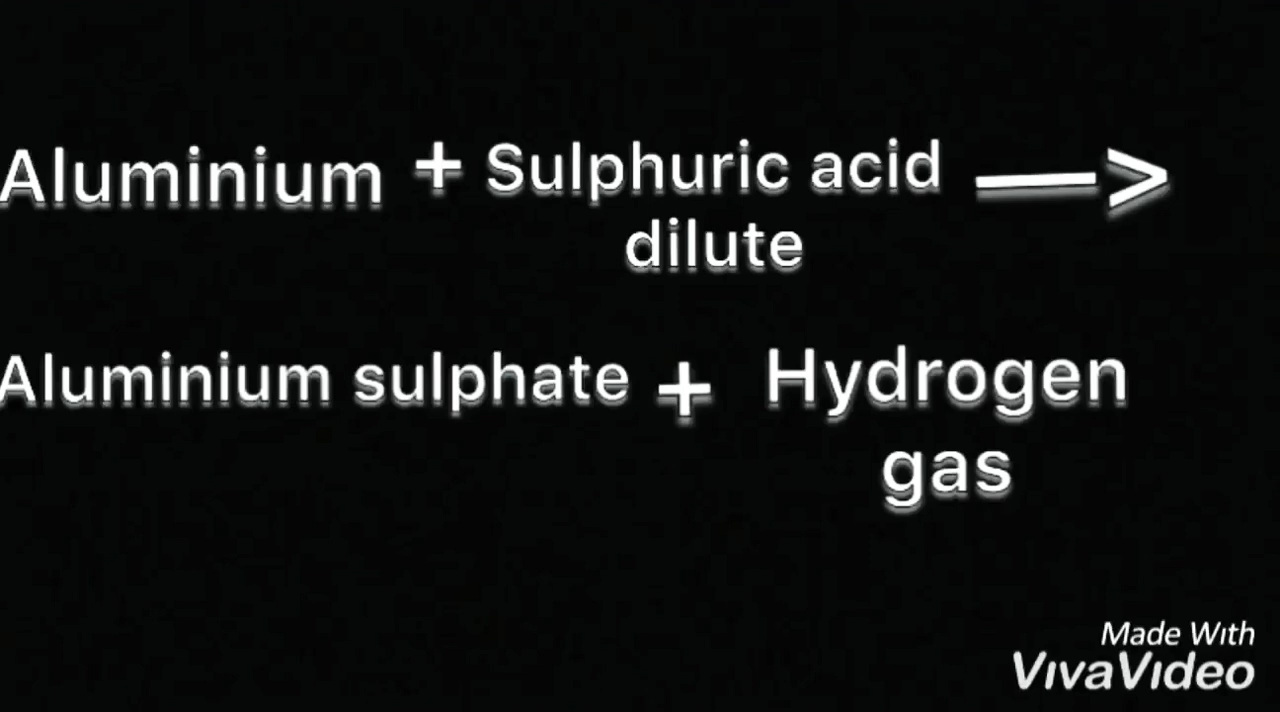 Aluminium + Sulphuric acid —>
dilute
Aluminium sulphate + Hydrogen
gas
Made With
VivaVideo